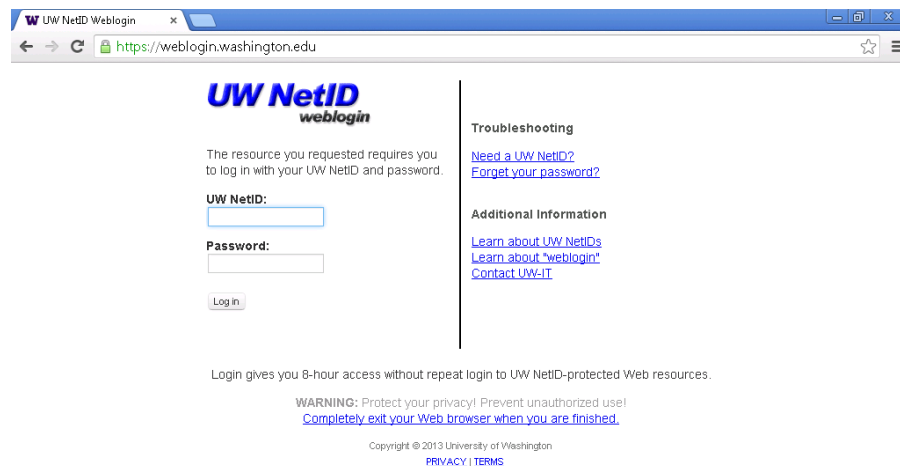 UW NetID Weblogin
https://weblogin.washington.edu
UW NetID
weblogin
The resource you requested requires you
to log in with your UW NetID and password.
UW NetID:
Password:
Log in
Troubleshooting
Need a UW NetID?
Forget your password?
Additional Information
Learn about UW NetIDs
Learn about "weblogin"
Contact UW-IT
Login gives you 8-hour access without repeat login to UW NetID-protected Web resources.
WARNING: Protect your privacy! Prevent unauthorized use!
Completely exit your Web browser when you are finished.
Copyright © 2013 University of Washington
PRIVACY | TERMS